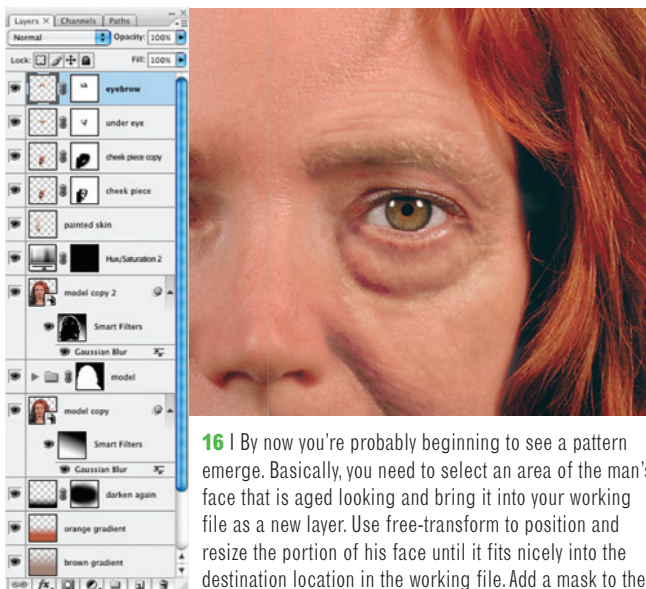 Layers × Channels Paths
Normal Opacity: 100%
Lock: Fill: 100%
eyebrow
under eye
cheek piece copy
cheek piece
painted skin
Hue/Saturation 2
model copy 2
Smart Filters
Gaussian Blur
model
model copy
Smart Filters
Gaussian Blur
darken again
orange gradient
brown gradient
fx.
16 | By now you're probably beginning to see a pattern
emerge. Basically, you need to select an area of the man's
face that is aged looking and bring it into your working
file as a new layer. Use free-transform to position and
resize the portion of his face until it fits nicely into the
destination location in the working file. Add a mask to the